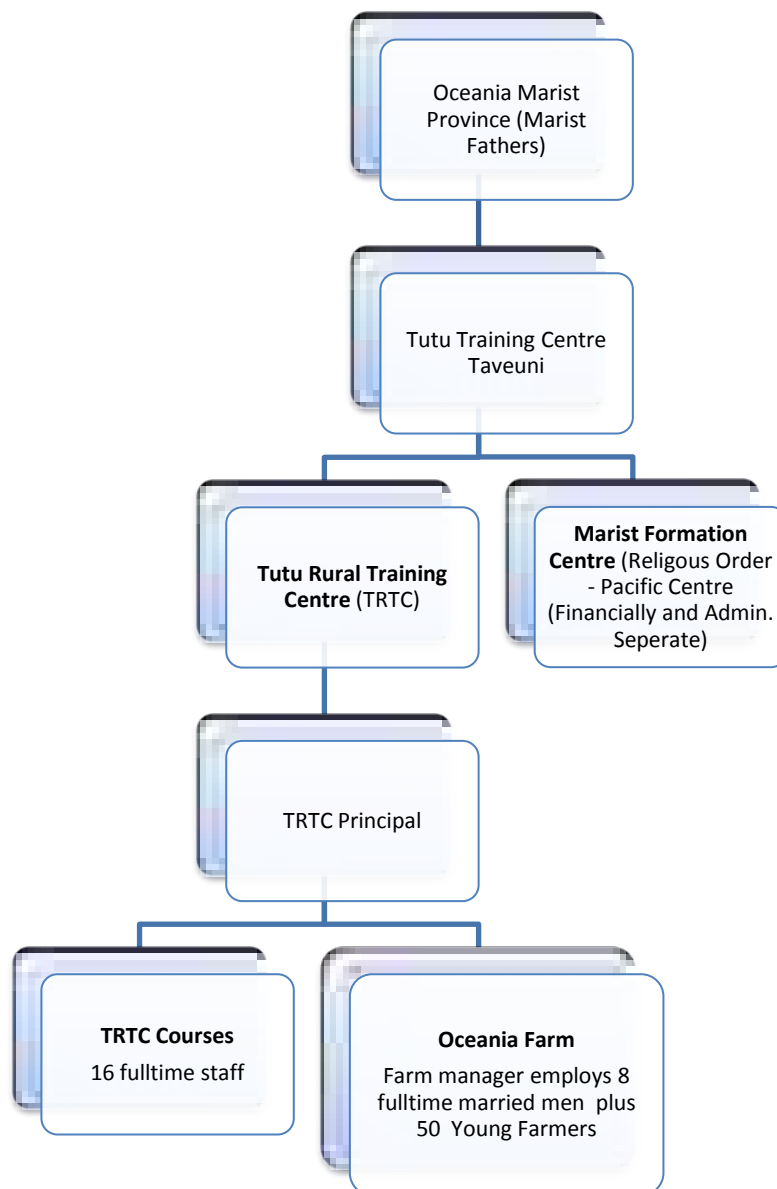 Oceania Marist
Province (Marist
Fathers)
Tutu Training Centre
Taveuni
Tutu Rural Training
Centre (TRTC)
Marist Formation
Centre (Religous Order
- Pacific Centre
(Financially and Admin.
Seperate)
TRTC Principal
TRTC Courses
16 fulltime staff
Oceania Farm
Farm manager employs 8
fulltime married men plus
50 Young Farmers